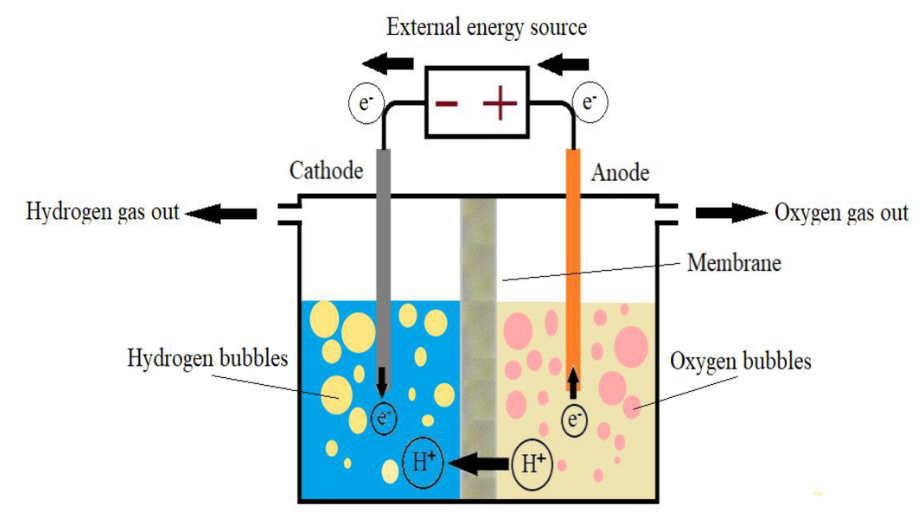 External energy source
e-
- +
e-
Cathode
Anode
Hydrogen gas out
Oxygen gas out
Membrane
Hydrogen bubbles
Oxygen bubbles
e-
e-
H+
H+